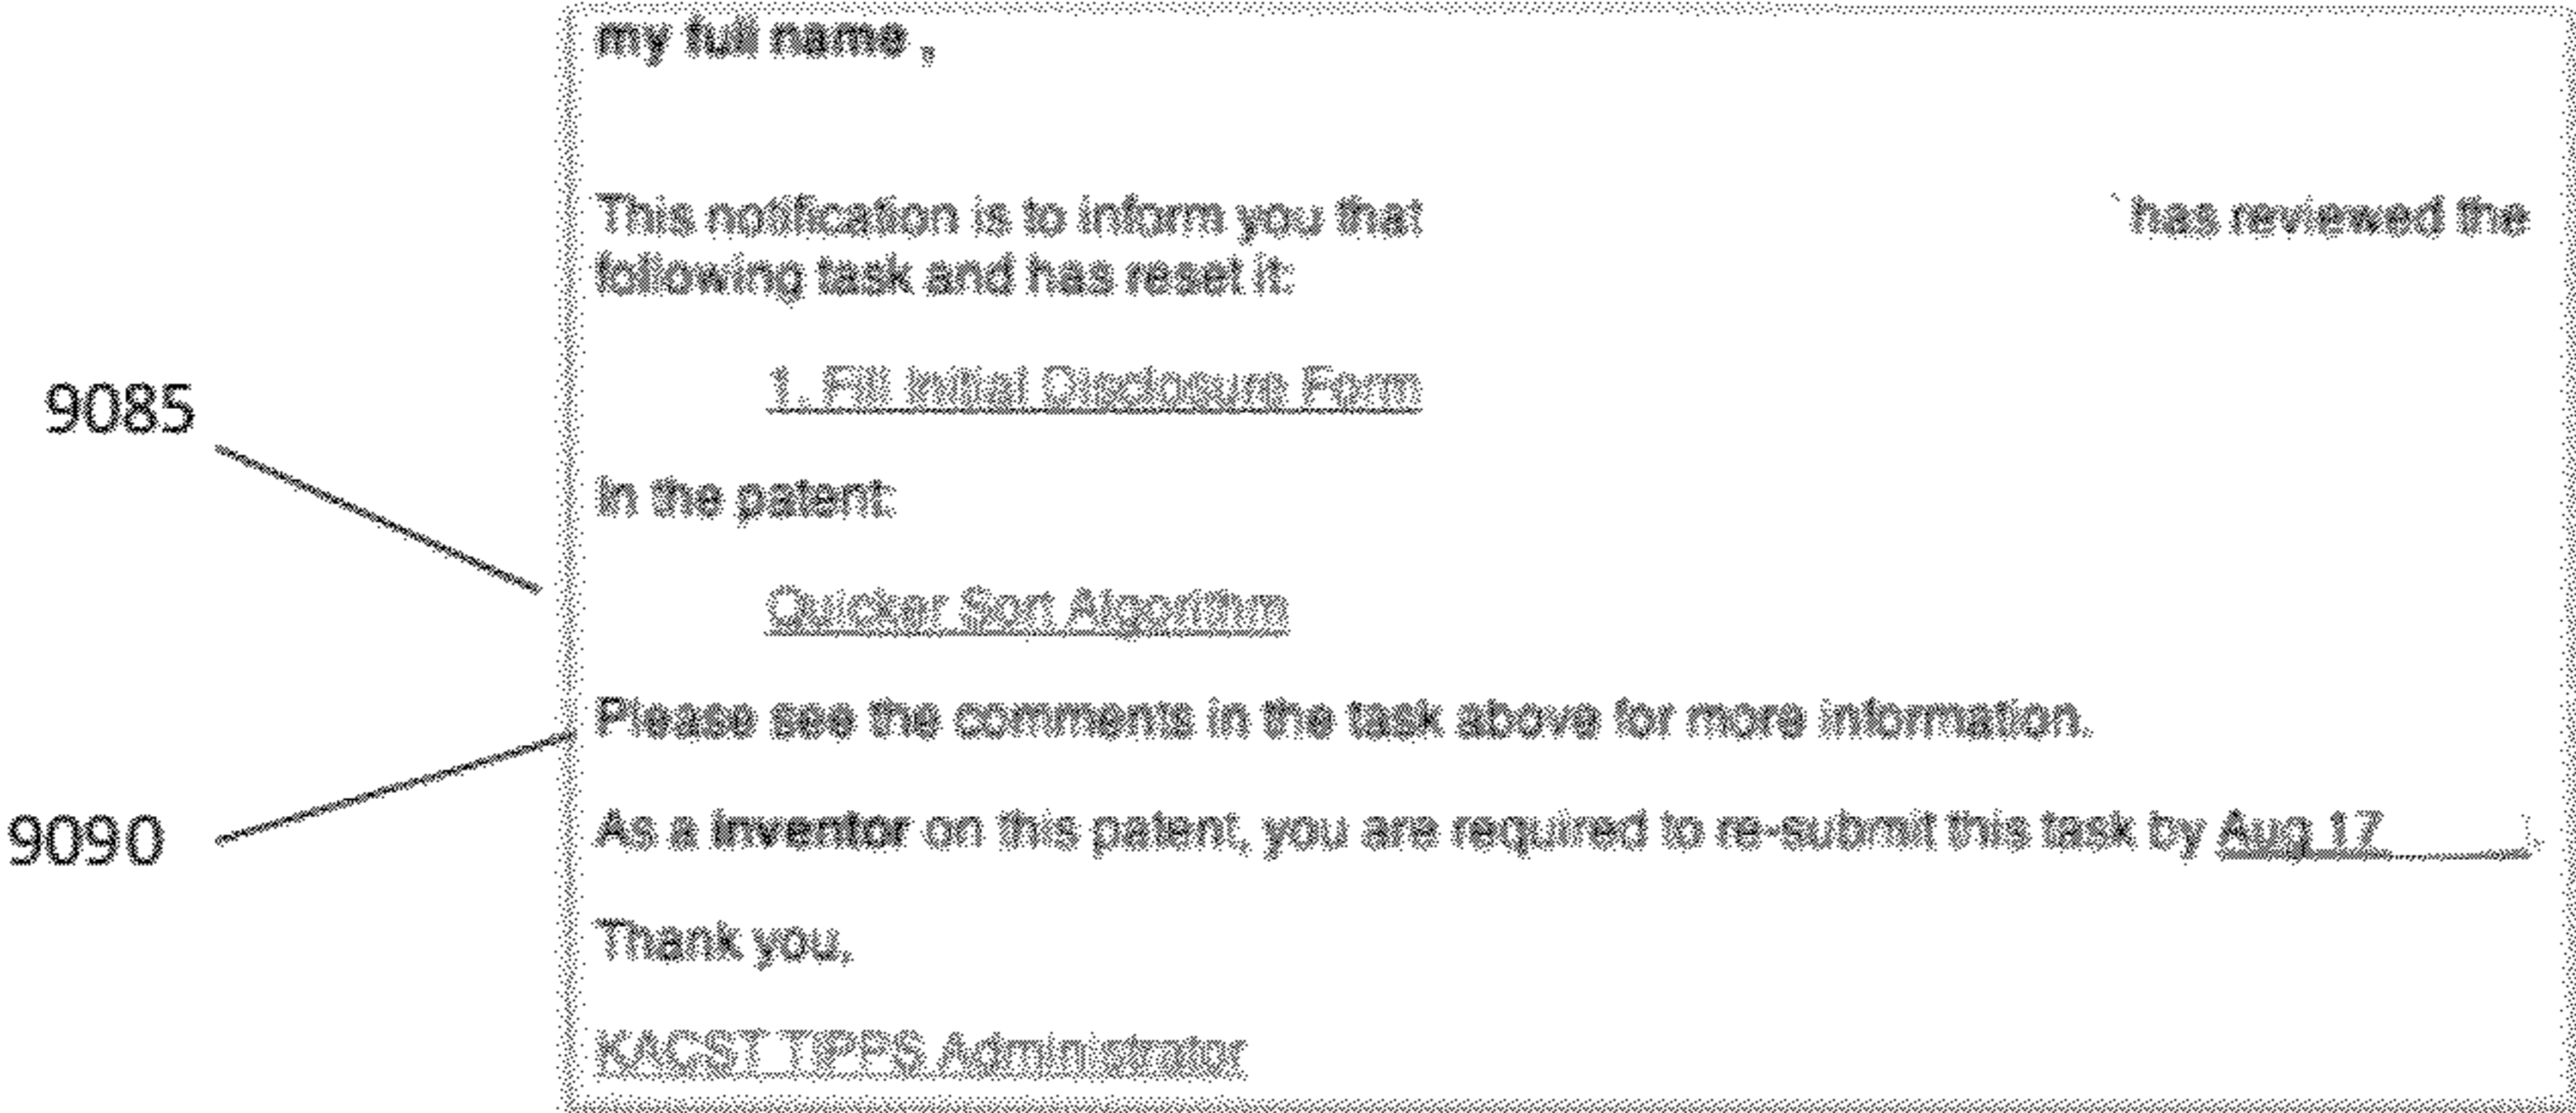 my full name ,
This notification is to inform you that has reviewed the
following task and has reset it:
1. Fill Initial Disclosure Form
9085
In the patent:
Quicker Sort Algorithm
Please see the comments in the task above for more information.
9090
As a inventor on this patent, you are required to re-submit this task by Aug 17
Thank you,
KACST TIPPS Administrator